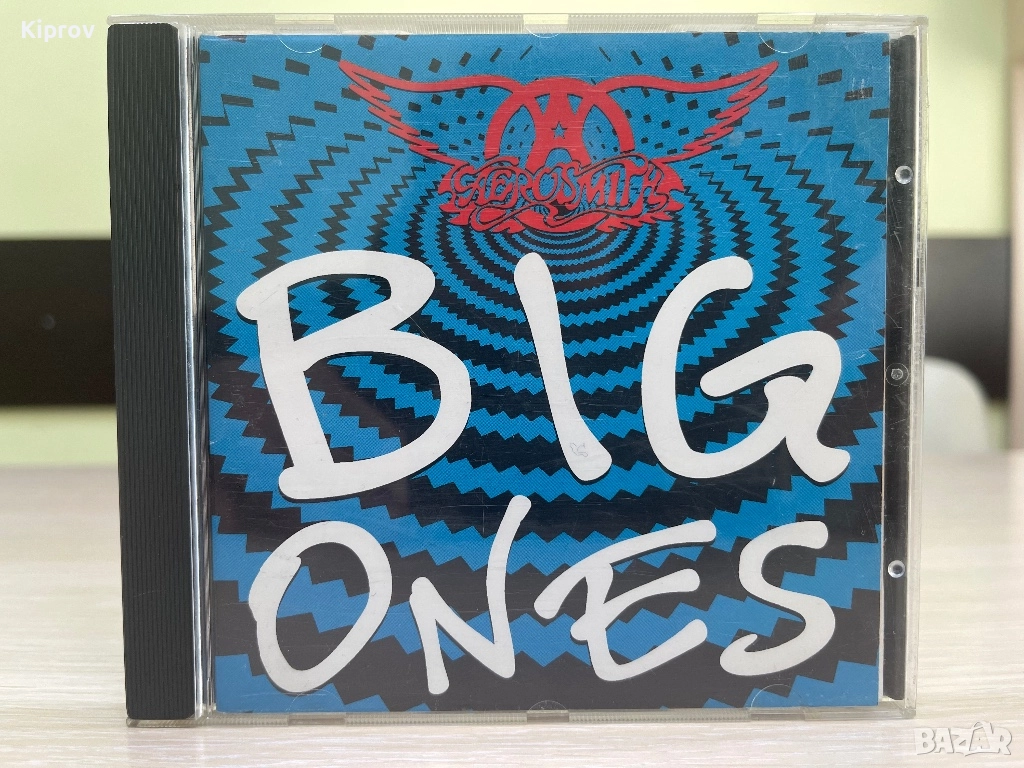 Kiprov
AEROSMITH
BIG
ONES
BAZAR